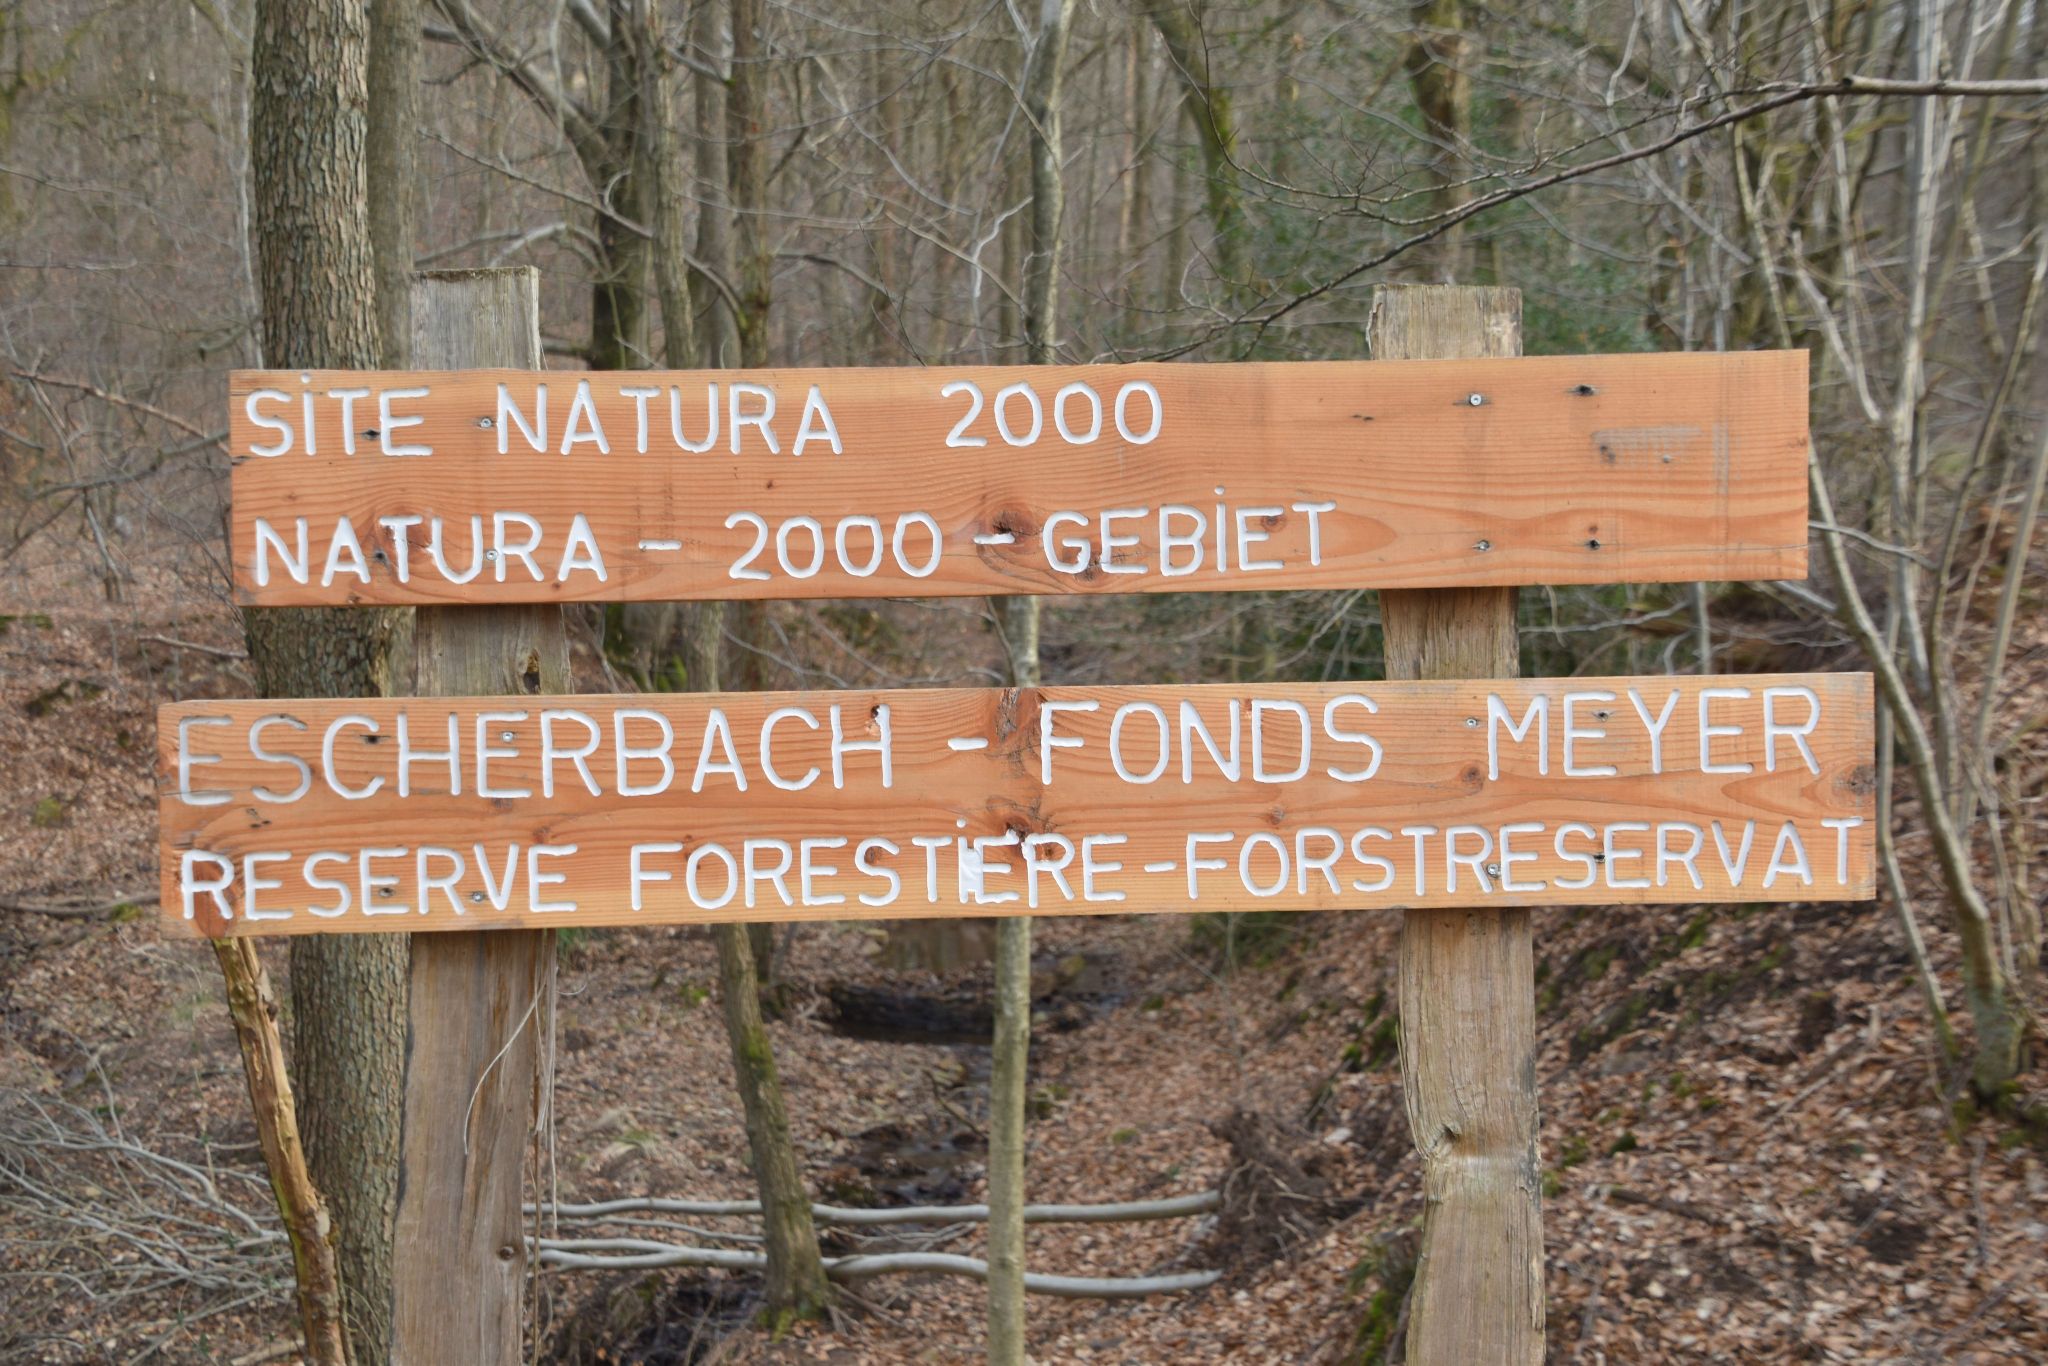 SiTE NATURA 2000
NATURA - 2000 - GEBiET
ESCHERBACH - FONDS MEYER
RESERVE FORESTiERE - FORSTRESERVAT